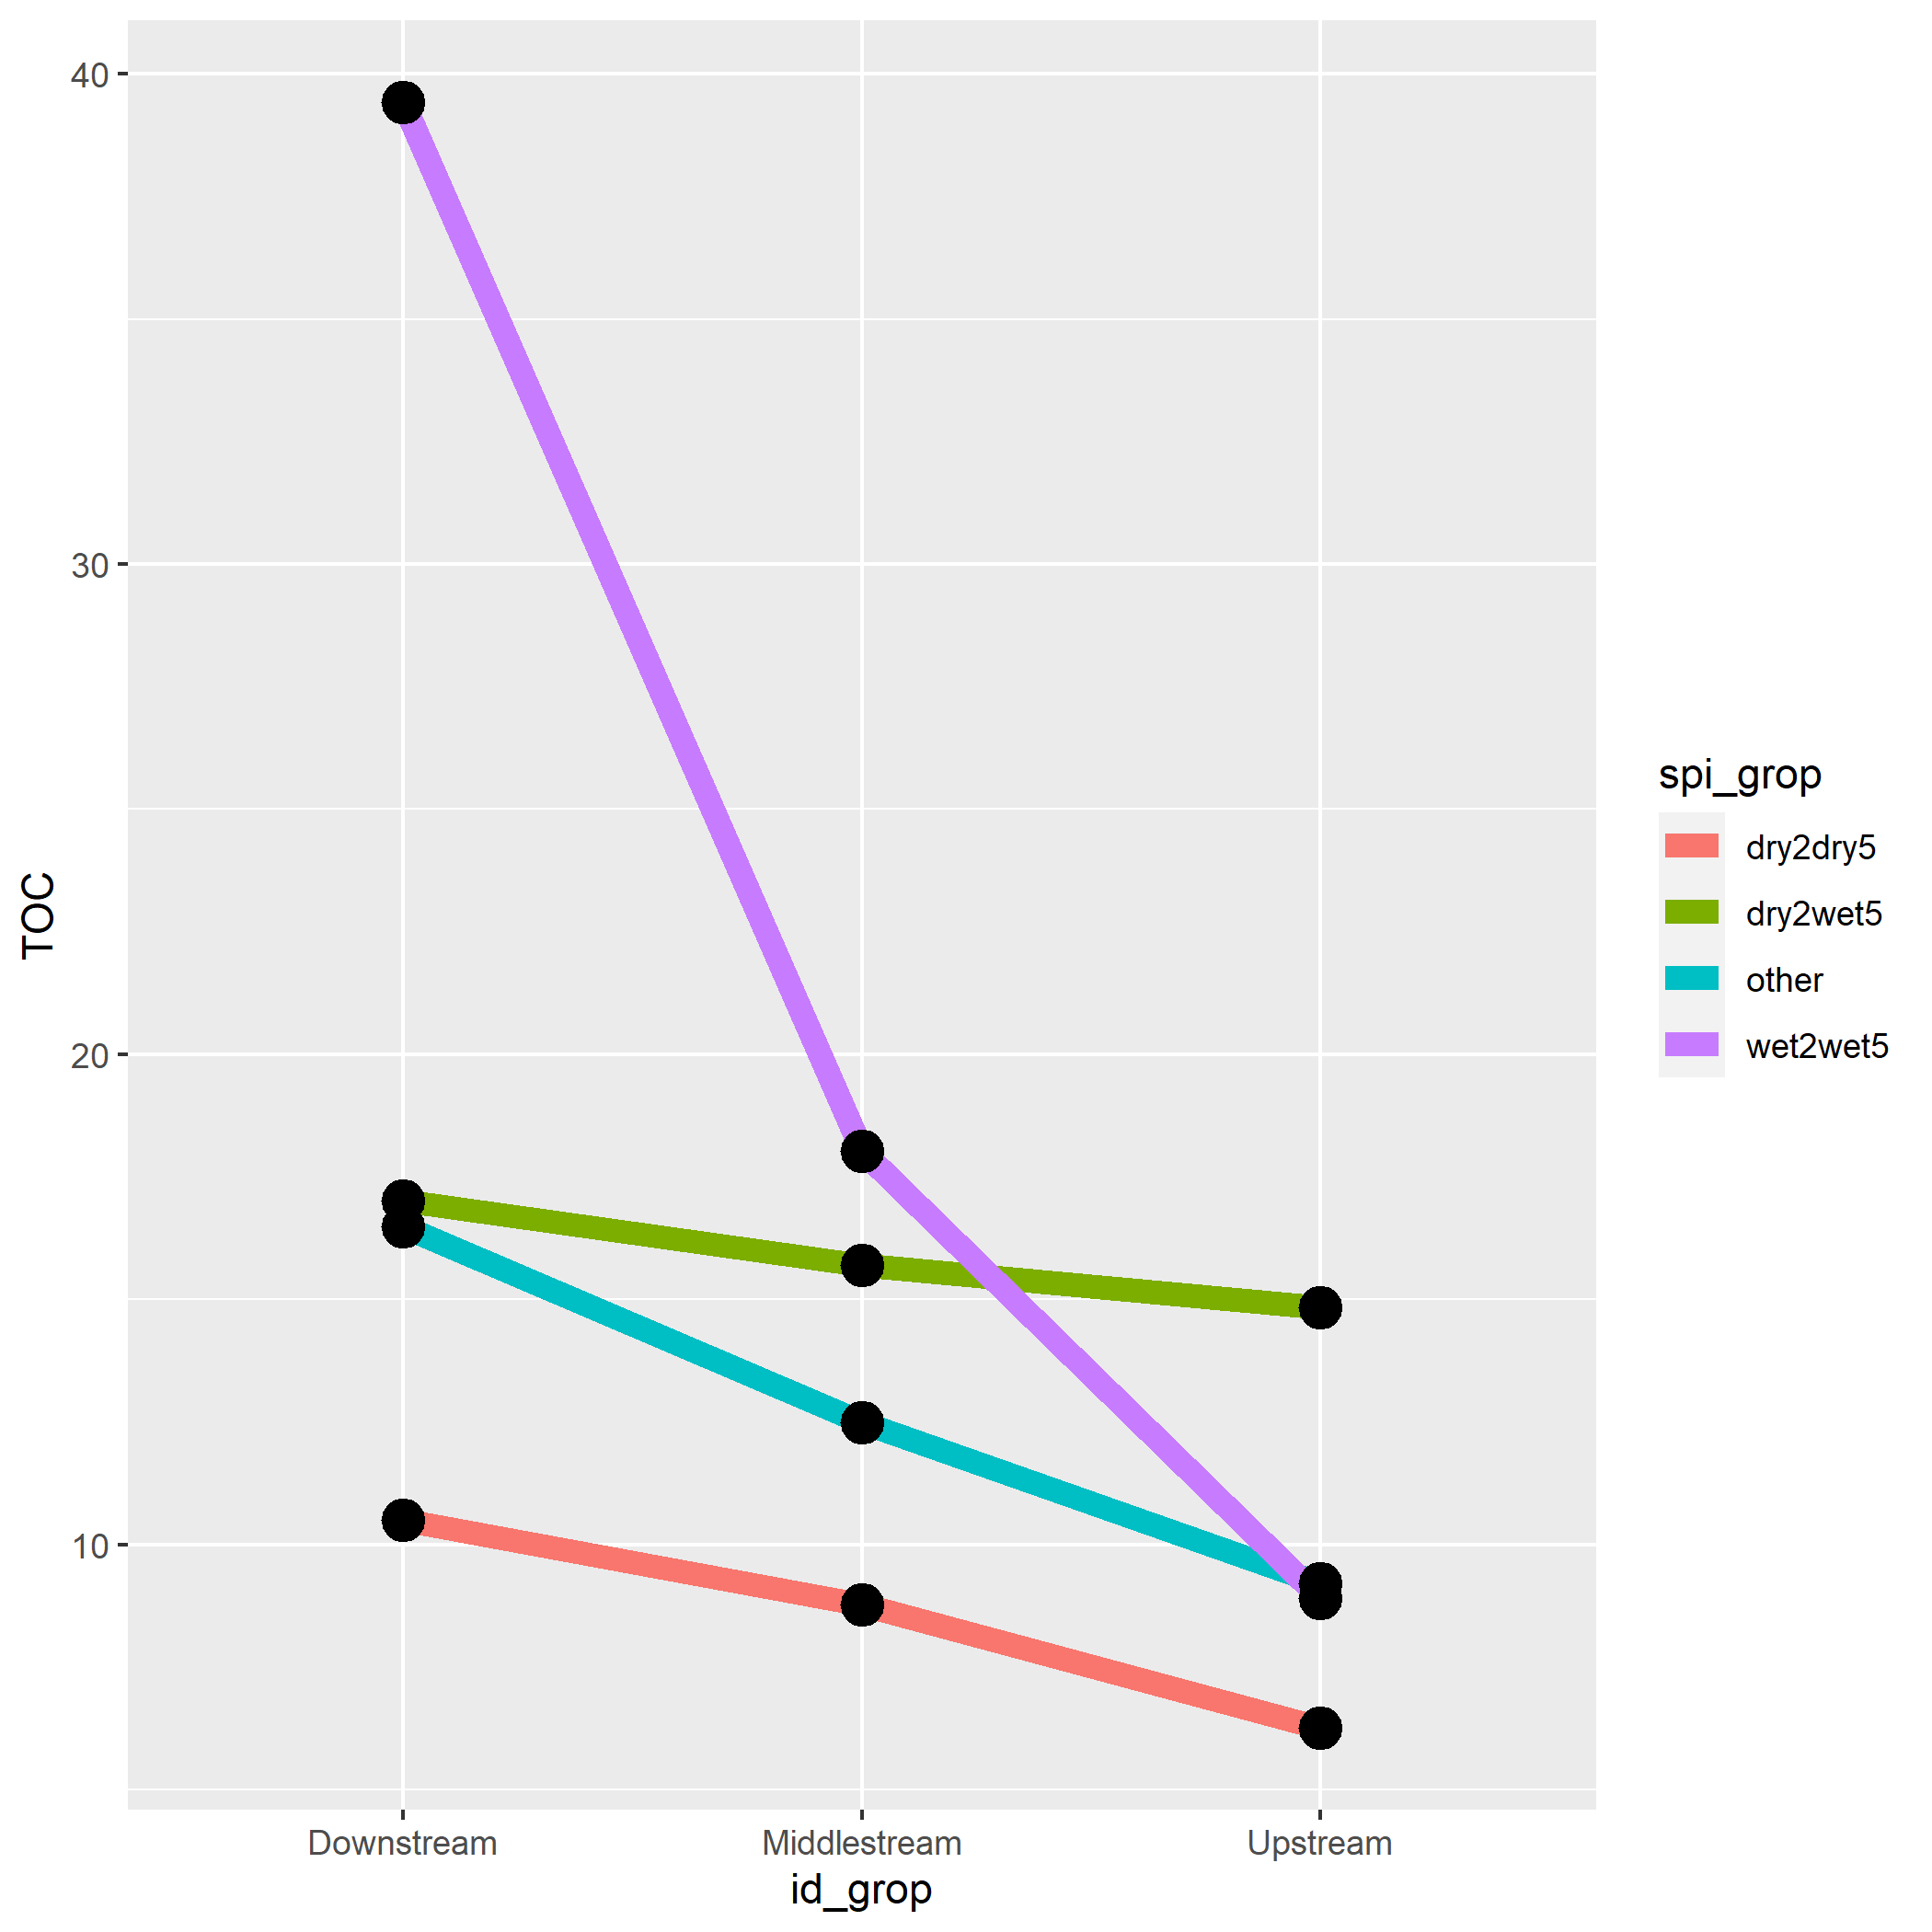 40
30
20
10
TOC
Downstream
Middlestream
Upstream
id_grop
spi_grop
dry2dry5
dry2wet5
other
wet2wet5